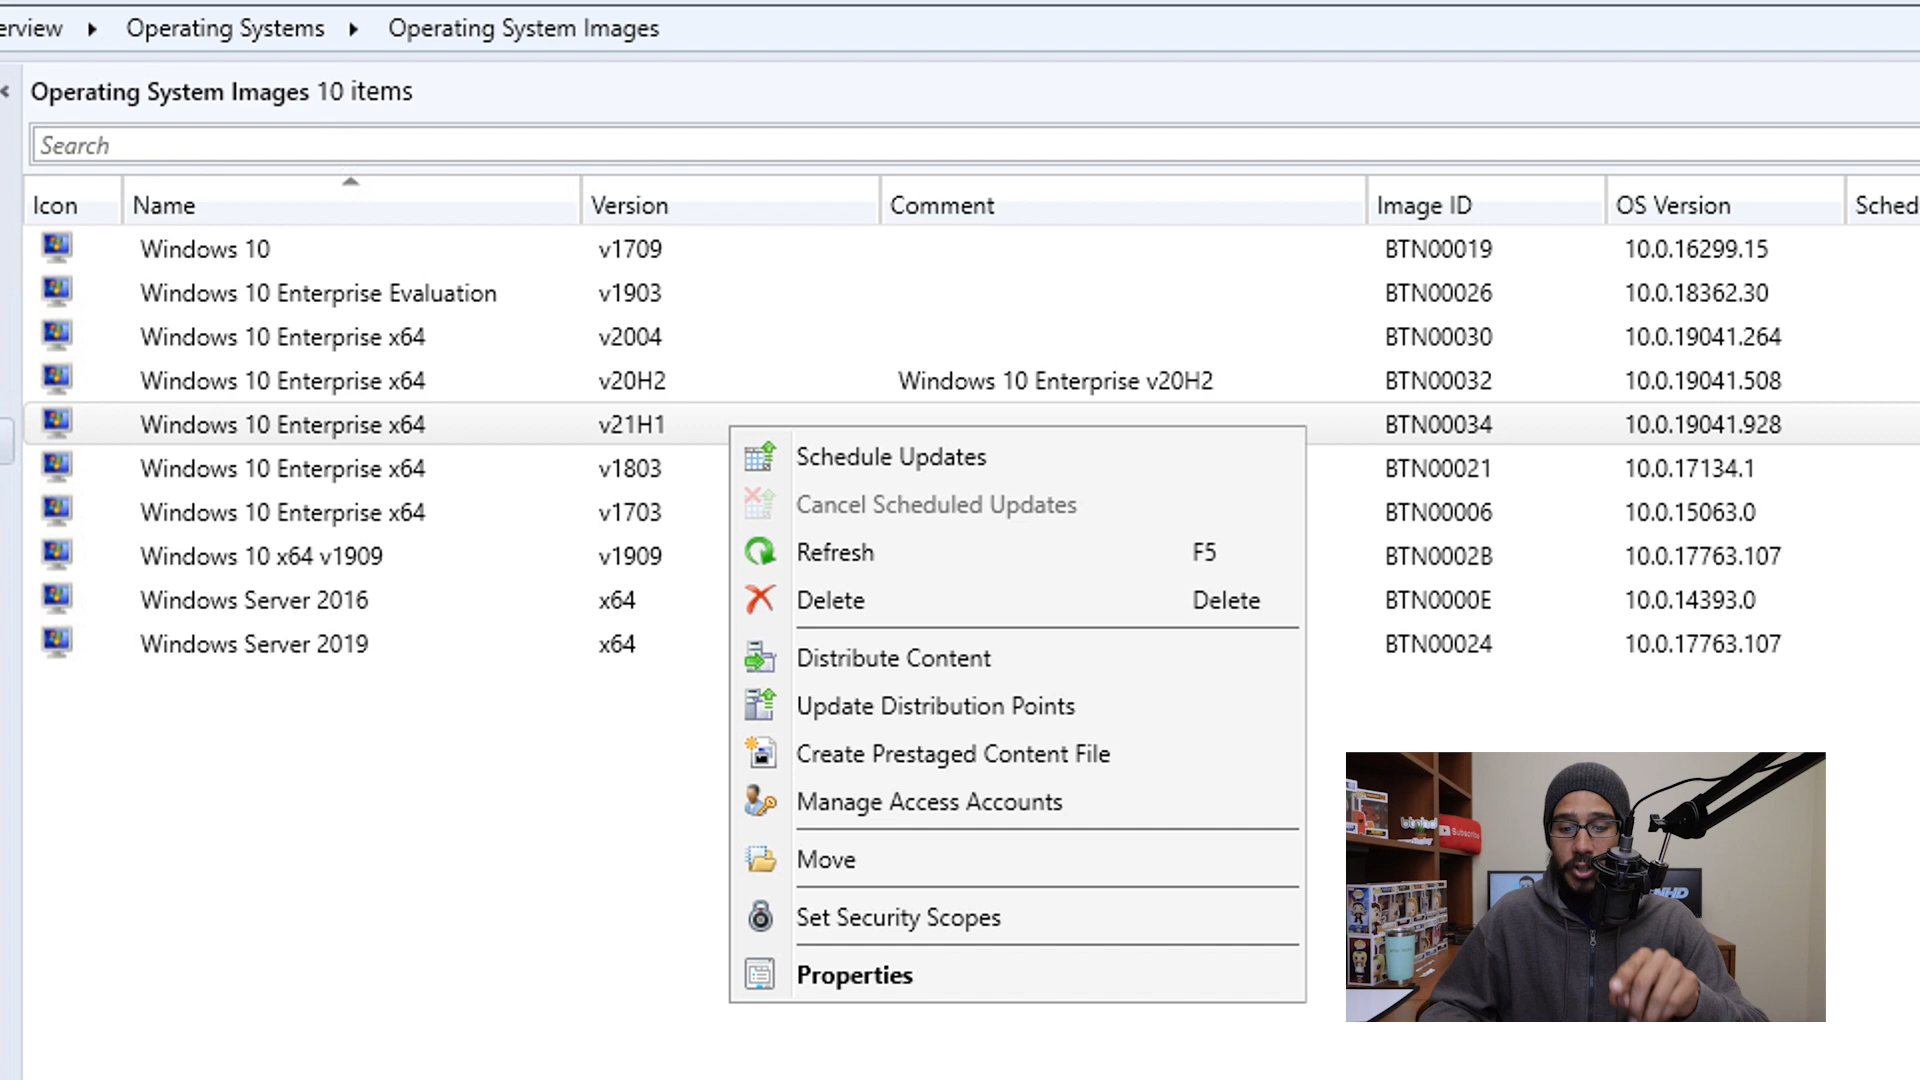 erview Operating Systems Operating System Images
Operating System Images 10 items
Search
Icon Name Version Comment Image ID OS Version Sched
Windows 10 v1709 BTN00019 10.0.16299.15
Windows 10 Enterprise Evaluation v1903 BTN00026 10.0.18362.30
Windows 10 Enterprise x64 v2004 BTN00030 10.0.19041.264
Windows 10 Enterprise x64 v20H2 Windows 10 Enterprise v20H2 BTN00032 10.0.19041.508
Windows 10 Enterprise x64 v21H1 BTN00034 10.0.19041.928
Windows 10 Enterprise x64 v1803 BTN00021 10.0.17134.1
Windows 10 Enterprise x64 v1703 BTN00006 10.0.15063.0
Windows 10 x64 v1909 v1909 BTN0002B 10.0.17763.107
Windows Server 2016 x64 BTN0000E 10.0.14393.0
Windows Server 2019 x64 BTN00024 10.0.17763.107
Schedule Updates
Cancel Scheduled Updates
Refresh F5
Delete Delete
Distribute Content
Update Distribution Points
Create Prestaged Content File
Manage Access Accounts
Move
Set Security Scopes
Properties
Subscribe
NHD